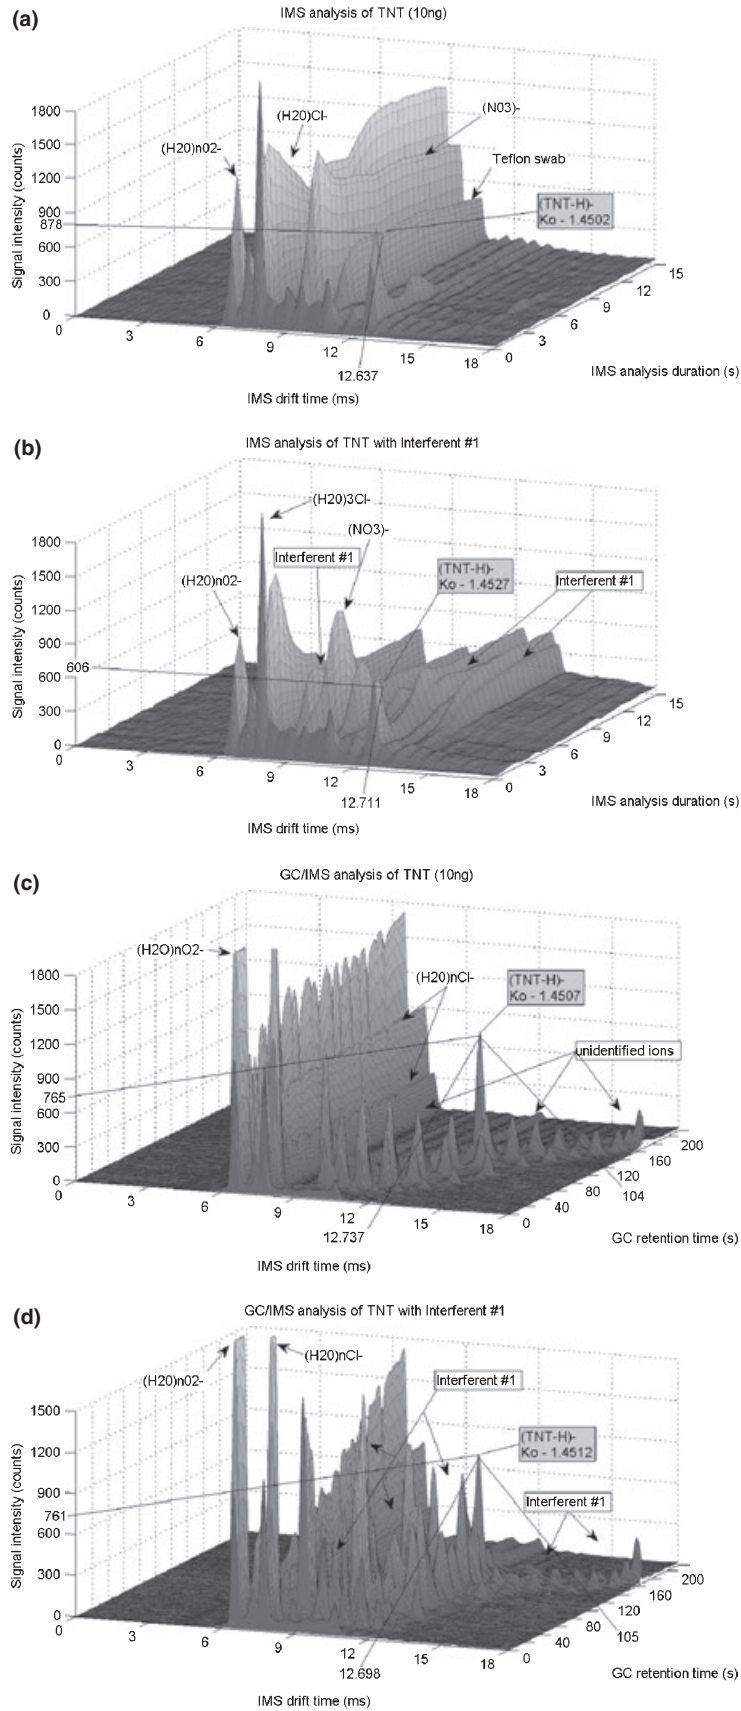 (a)
IMS analysis of TNT (10ng)
1800
1500
1200
900
878
600
300
0
Signal intensity (counts)
(H20)n02-
(H20)Cl-
(N03)-
Teflon swab
(TNT-H)-
Ko - 1.4502
0
3
6
9
12
15
18
12.637
IMS drift time (ms)
0
3
6
9
12
15
IMS analysis duration (s)
(b)
IMS analysis of TNT with Interferent #1
1800
1500
1200
900
606
600
300
0
Signal intensity (counts)
(H20)n02-
(H20)3Cl-
Interferent #1
(NO3)-
(TNT-H)-
Ko - 1.4527
Interferent #1
0
3
6
9
12
15
18
12.711
IMS drift time (ms)
0
3
6
9
12
15
IMS analysis duration (s)
(c)
GC/IMS analysis of TNT (10ng)
1800
1500
1200
900
765
600
300
0
Signal intensity (counts)
(H2O)nO2-
(H20)nCl-
(TNT-H)-
Ko - 1.4507
unidentified ions
0
3
6
9
12
15
18
12.737
IMS drift time (ms)
0
40
80
104
120
160
200
GC retention time (s)
(d)
GC/IMS analysis of TNT with Interferent #1
1500
1200
900
761
600
300
0
Signal intensity (counts)
(H20)n02-
(H20)nCl-
Interferent #1
(TNT-H)-
Ko - 1.4512
Interferent #1
0
3
6
9
12
15
18
12.698
IMS drift time (ms)
0
40
80
105
120
160
200
GC retention time (s)